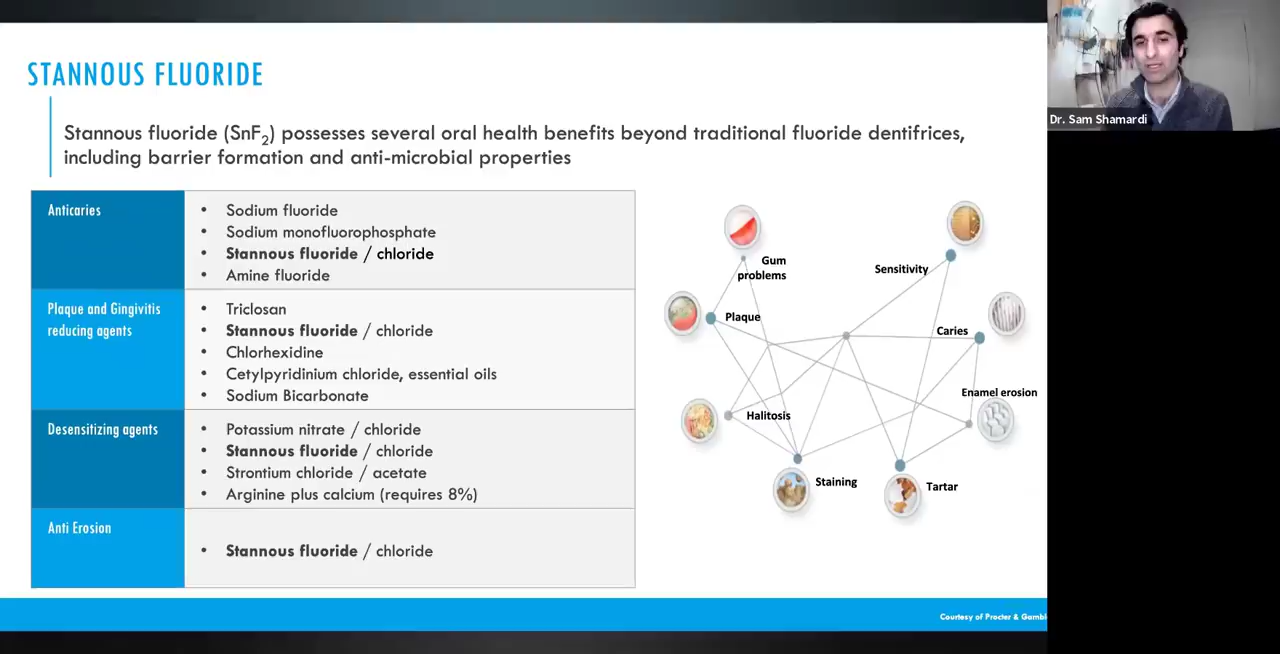 STANNOUS FLUORIDE
Stannous fluoride (SnF2) possesses several oral health benefits beyond traditional fluoride dentifrices,
including barrier formation and anti-microbial properties
Anticaries
• Sodium fluoride
• Sodium monofluorophosphate
• Stannous fluoride / chloride
• Amine fluoride
Plaque and Gingivitis
reducing agents
• Triclosan
• Stannous fluoride / chloride
• Chlorhexidine
• Cetylpyridinium chloride, essential oils
• Sodium Bicarbonate
Desensitizing agents
• Potassium nitrate / chloride
• Stannous fluoride / chloride
• Strontium chloride / acetate
• Arginine plus calcium (requires 8%)
Anti Erosion
• Stannous fluoride / chloride
Gum
problems
Sensitivity
Plaque
Caries
Enamel erosion
Halitosis
Staining
Tartar
Courtesy of Procter & Gambl
Dr. Sam Shamardi